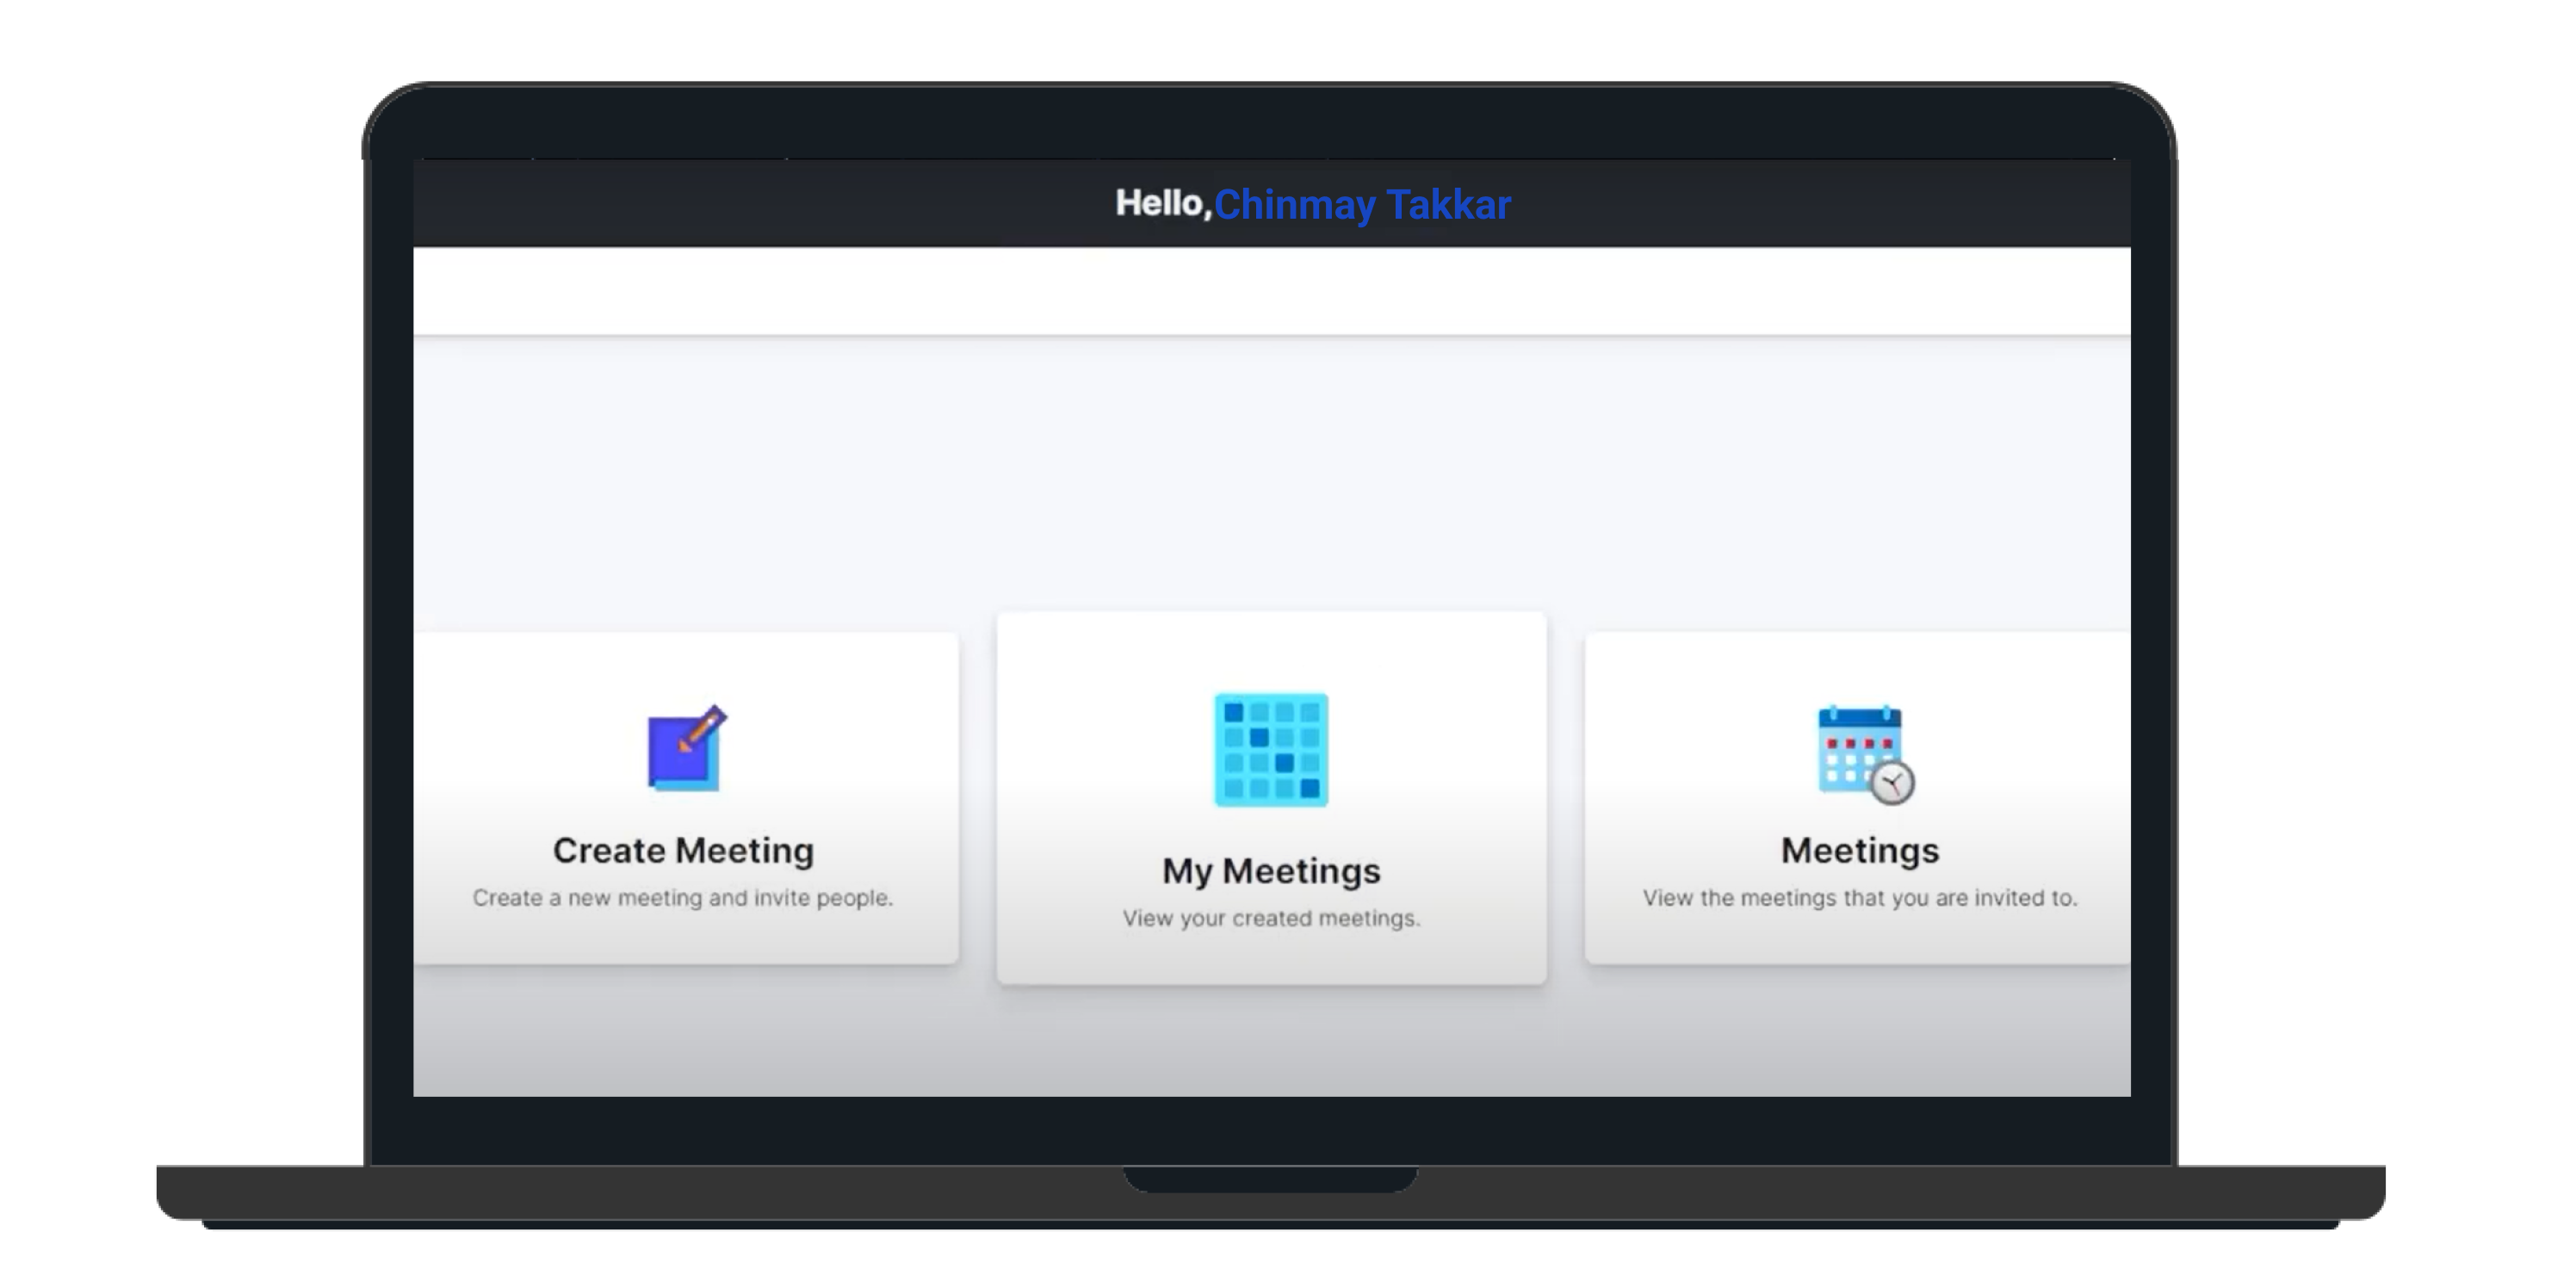 Hello,Chinmay Takkar
Create Meeting
Create a new meeting and invite people.
My Meetings
View your created meetings.
Meetings
View the meetings that you are invited to.